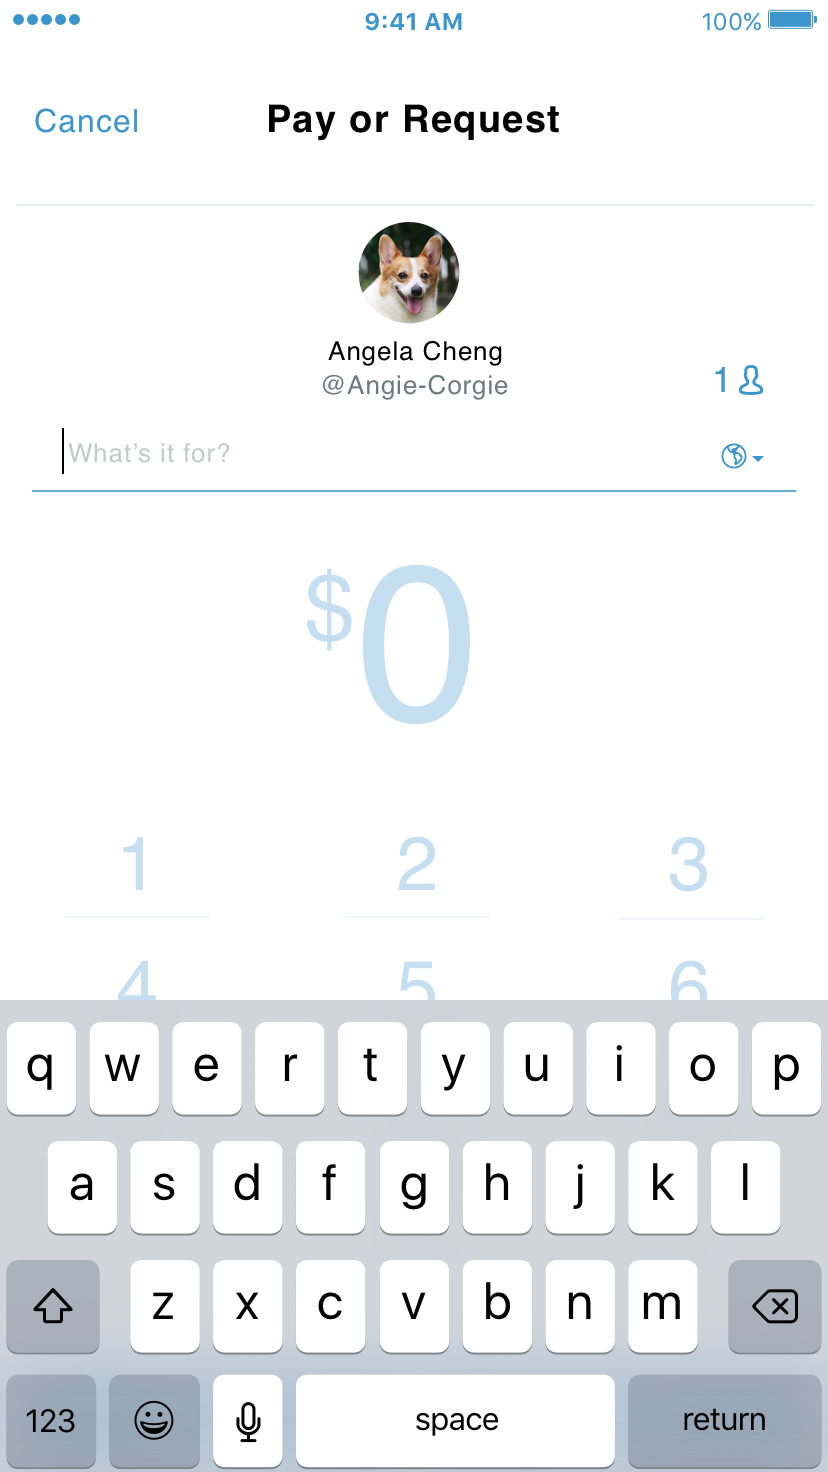 9:41 AM 100%
Cancel Pay or Request
Angela Cheng
@Angie-Corgie
1
What’s it for?
$0
1 2 3
4 5 6
q w e r t y u i o p
a s d f g h j k l
z x c v b n m
123 space return